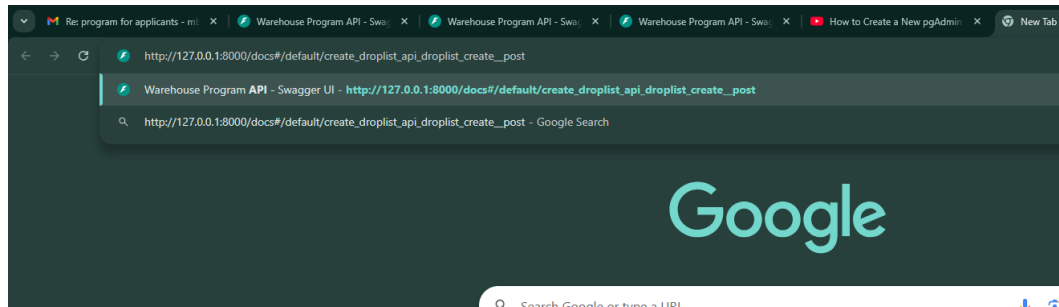 Re: program for applicants - mb
Warehouse Program API - Swag
Warehouse Program API - Swag
Warehouse Program API - Swag
How to Create a New pgAdmin
New Tab
http://127.0.0.1:8000/docs#/default/create_droplist_api_droplist_create__post
Warehouse Program API - Swagger UI - http://127.0.0.1:8000/docs#/default/create_droplist_api_droplist_create__post
http://127.0.0.1:8000/docs#/default/create_droplist_api_droplist_create__post - Google Search
Google
Search Google or type a URL